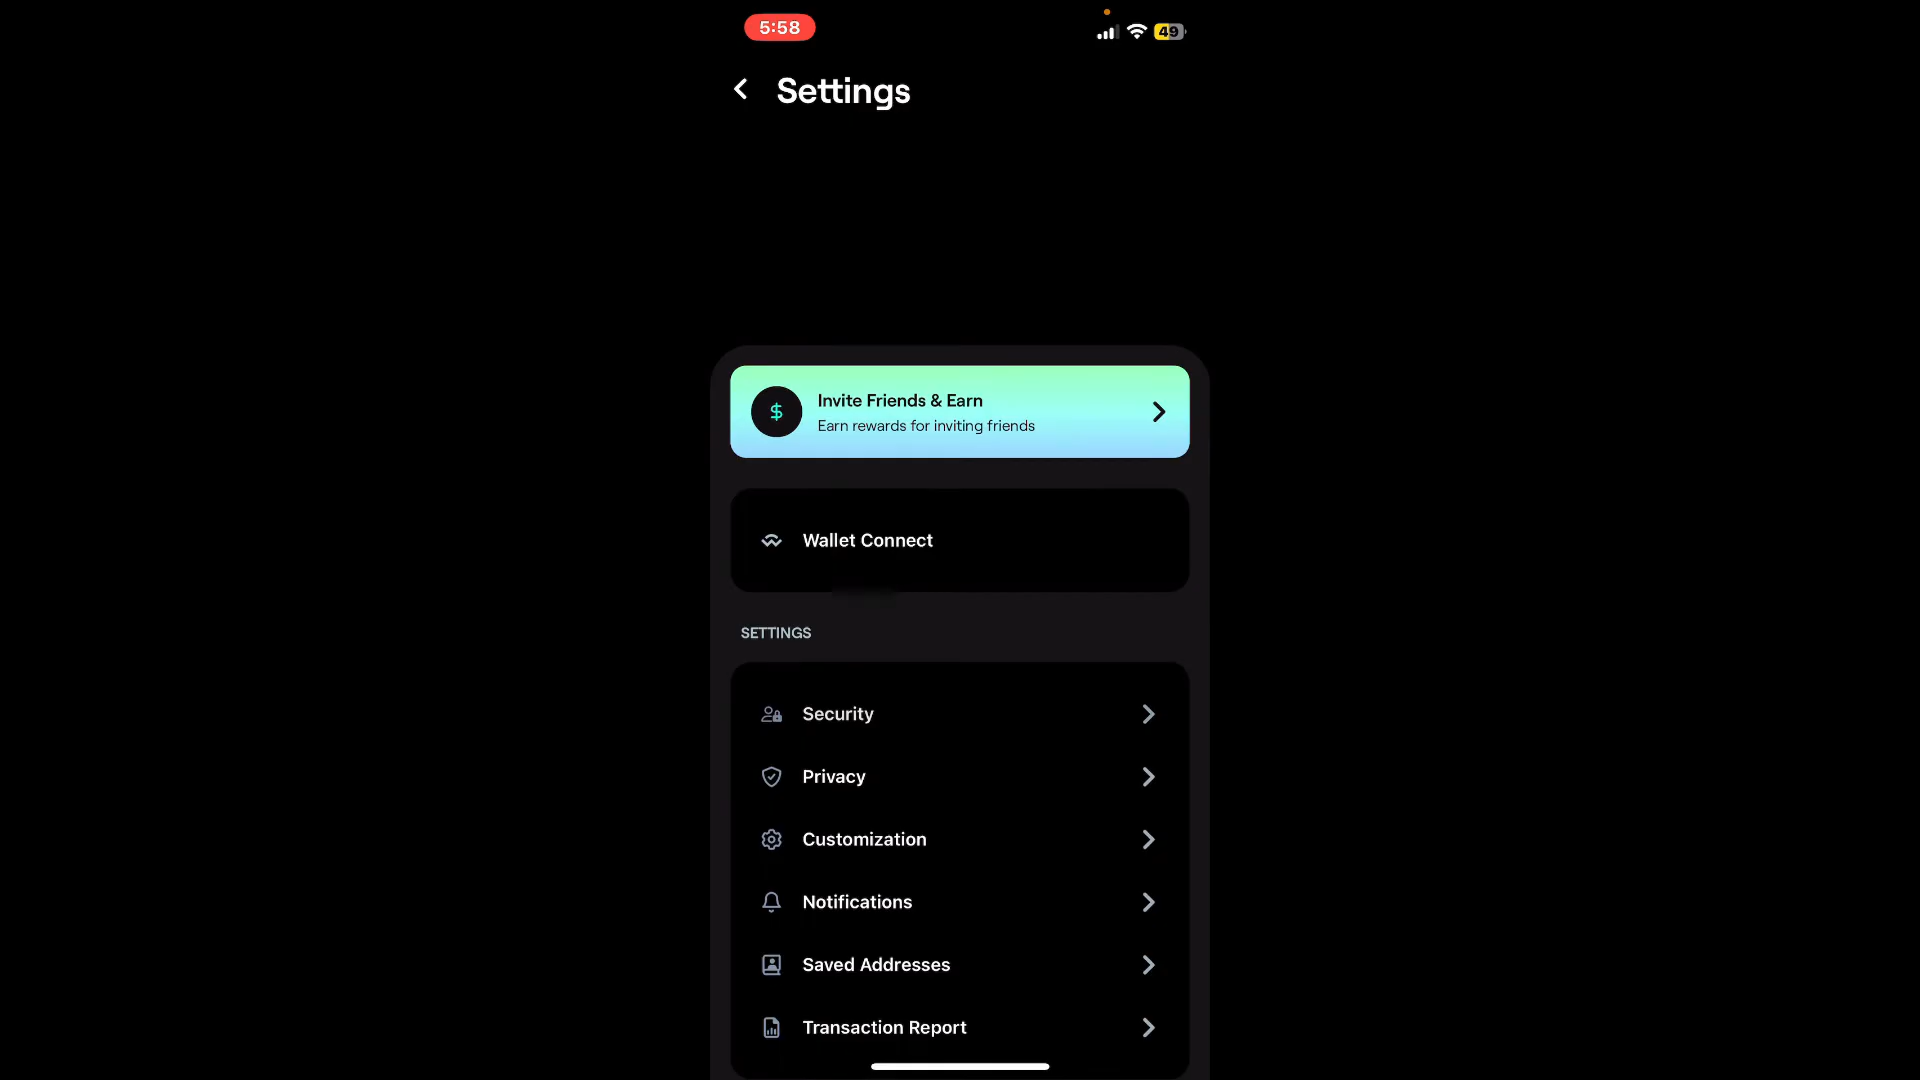 5:58
49
Settings
$
Invite Friends & Earn
Earn rewards for inviting friends
Wallet Connect
SETTINGS
Security
Privacy
Customization
Notifications
Saved Addresses
Transaction Report